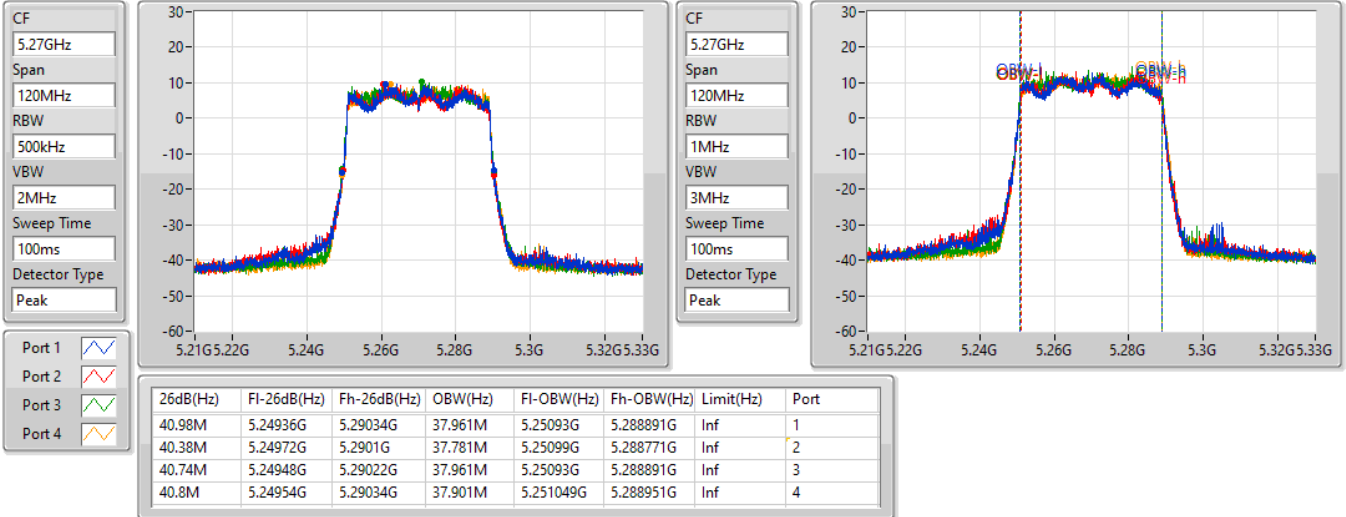 CF
5.27GHz
Span
120MHz
RBW
500kHz
VBW
2MHz
Sweep Time
100ms
Detector Type
Peak
30
20
10
0
-10
-20
-30
-40
-50
-60
5.21G 5.22G 5.24G 5.26G 5.28G 5.3G 5.32G 5.33G
CF
5.27GHz
Span
120MHz
RBW
1MHz
VBW
3MHz
Sweep Time
100ms
Detector Type
Peak
30
20
10
0
-10
-20
-30
-40
-50
-60
OBW-l OBW-h
5.21G 5.22G 5.24G 5.26G 5.28G 5.3G 5.32G 5.33G
Port 1
Port 2
Port 3
Port 4
26dB(Hz) Fl-26dB(Hz) Fh-26dB(Hz) OBW(Hz) Fl-OBW(Hz) Fh-OBW(Hz) Limit(Hz) Port
40.98M 5.24936G 5.29034G 37.961M 5.25093G 5.288891G Inf 1
40.38M 5.24972G 5.2901G 37.781M 5.25099G 5.288771G Inf 2
40.74M 5.24948G 5.29022G 37.961M 5.25093G 5.288891G Inf 3
40.8M 5.24954G 5.29034G 37.901M 5.251049G 5.288951G Inf 4